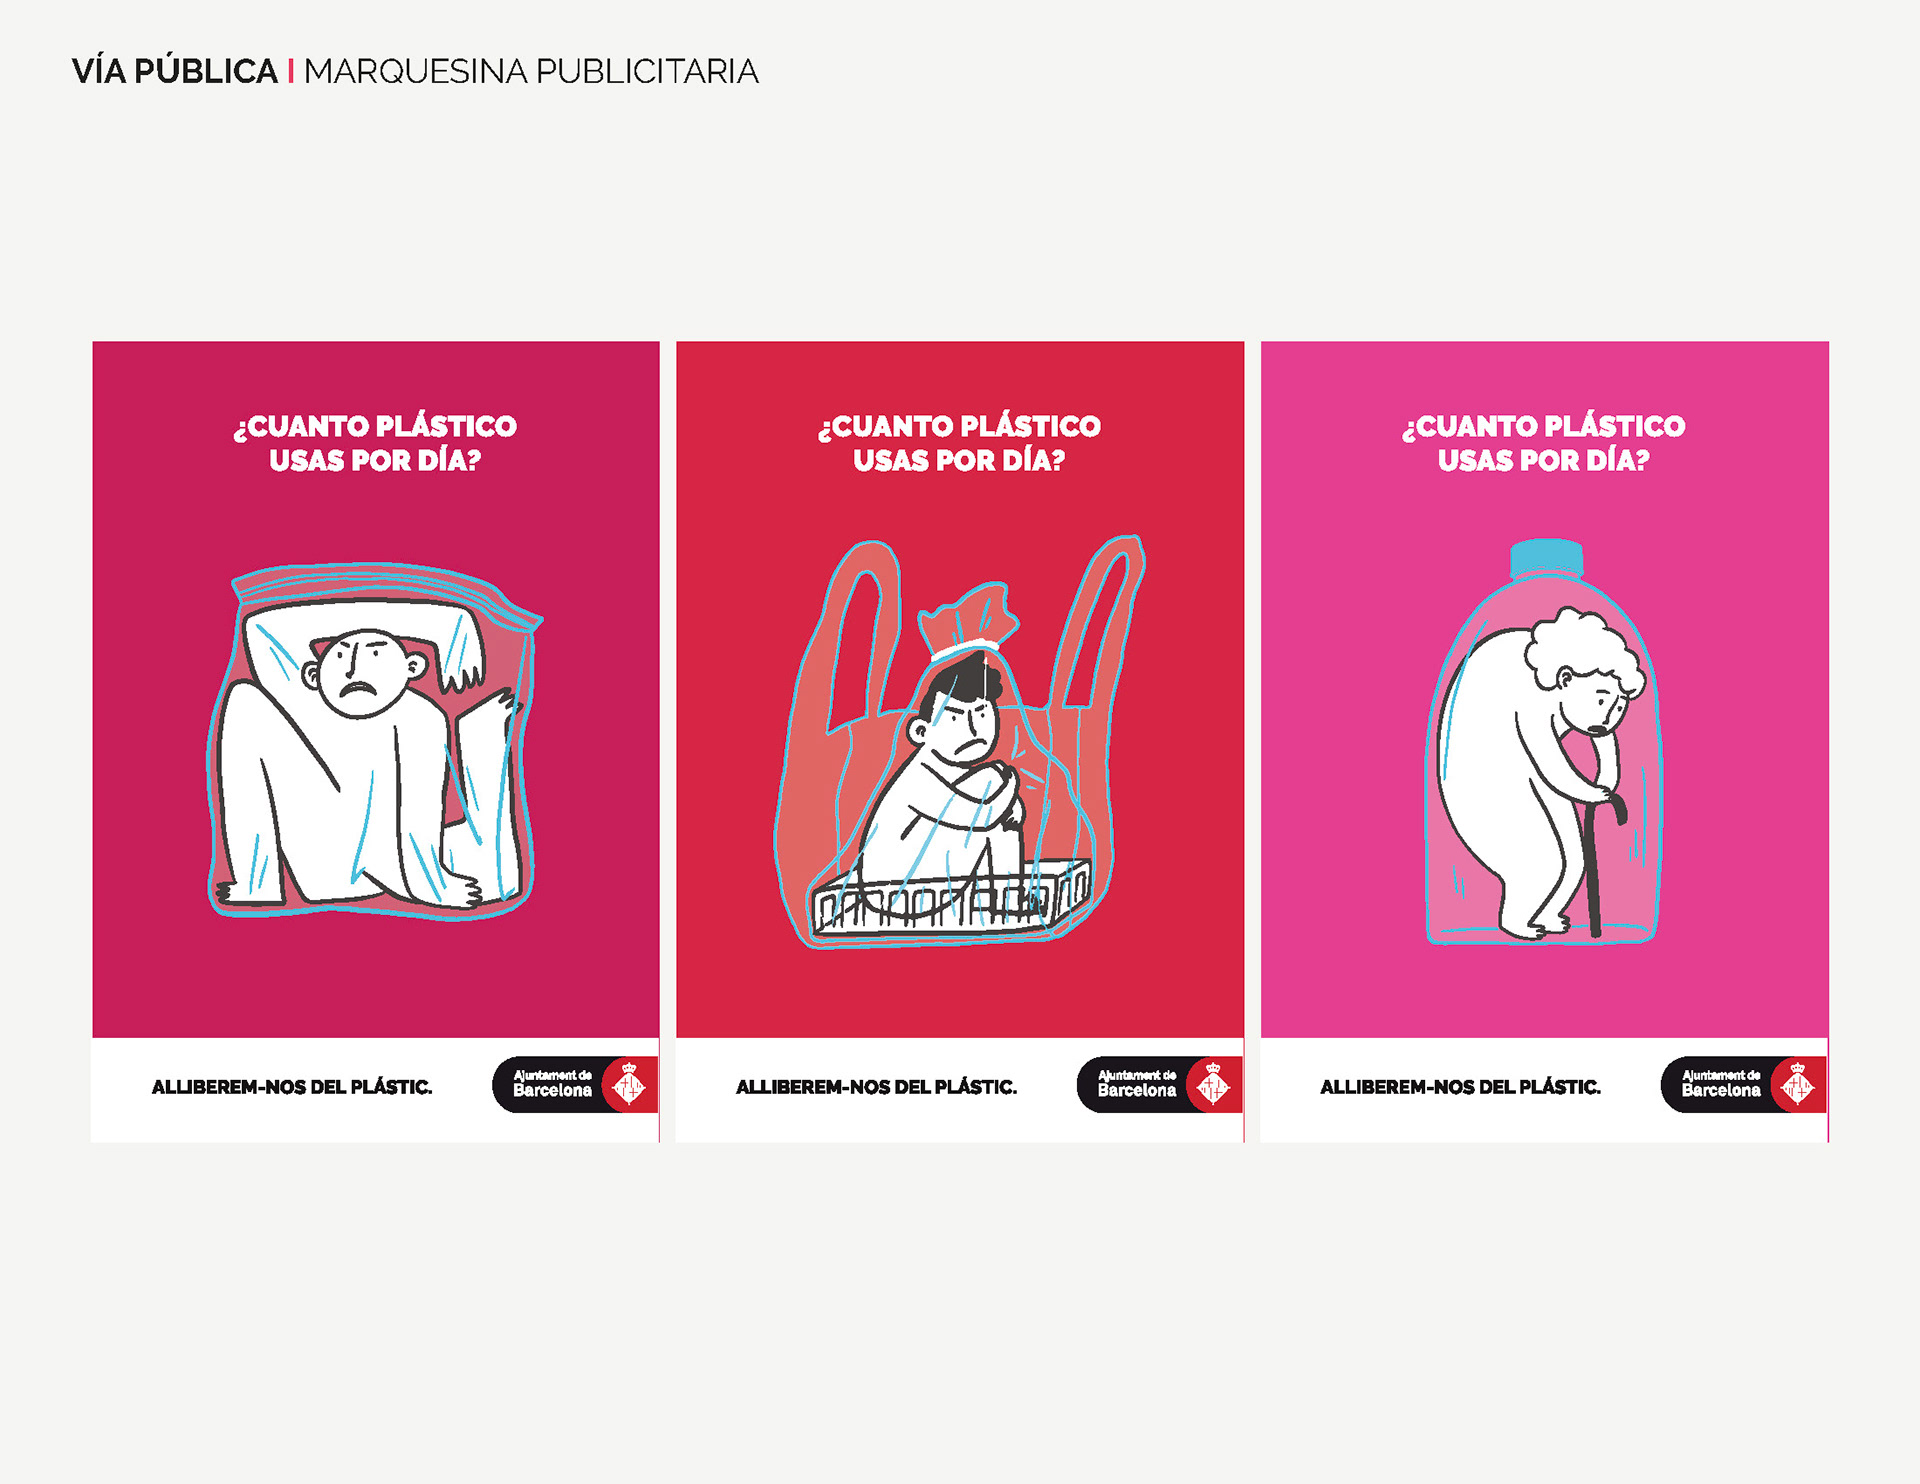 VÍA PÚBLICA | MARQUESINA PUBLICITARIA
¿CUANTO PLÁSTICO
USAS POR DÍA?
ALLIBEREM-NOS DEL PLÁSTIC.
Ajuntament de
Barcelona
¿CUANTO PLÁSTICO
USAS POR DÍA?
ALLIBEREM-NOS DEL PLÁSTIC.
Ajuntament de
Barcelona
¿CUANTO PLÁSTICO
USAS POR DÍA?
ALLIBEREM-NOS DEL PLÁSTIC.
Ajuntament de
Barcelona